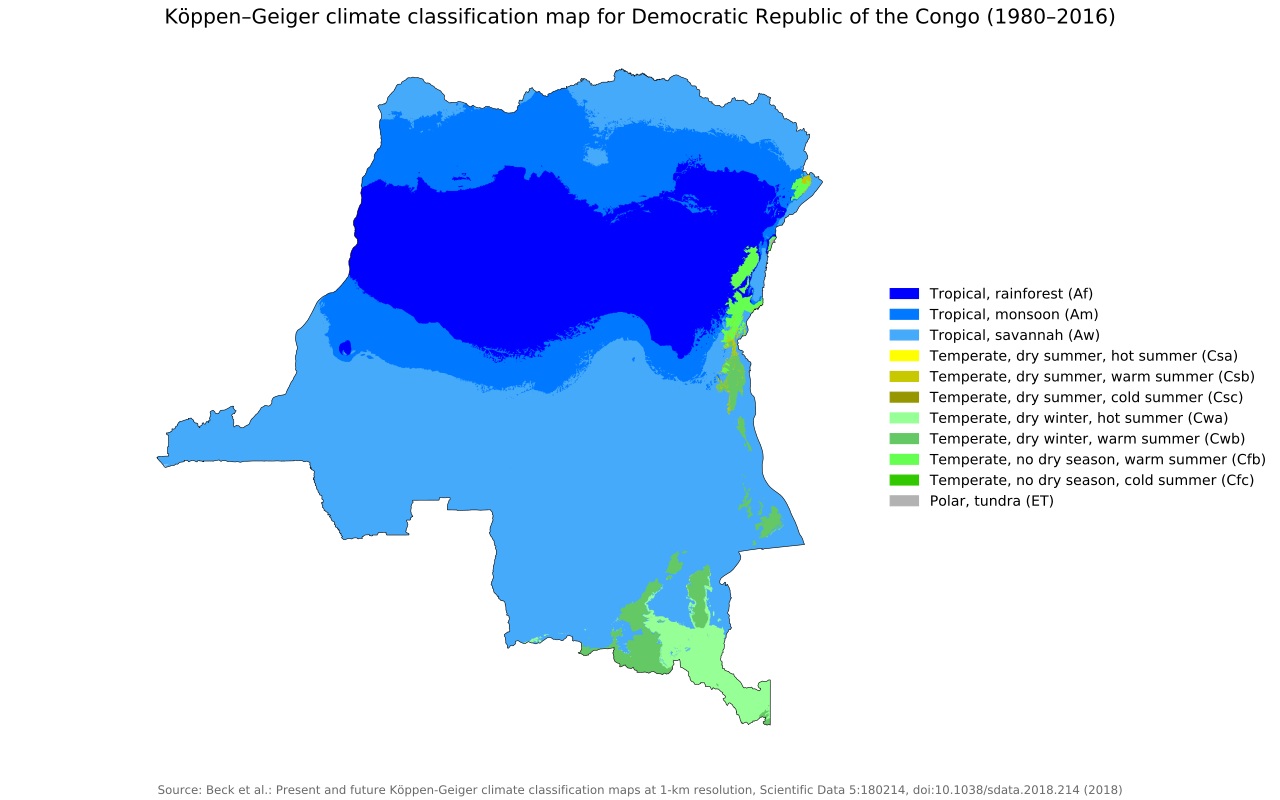 Köppen–Geiger climate classification map for Democratic Republic of the Congo (1980–2016)
Tropical, rainforest (Af)
Tropical, monsoon (Am)
Tropical, savannah (Aw)
Temperate, dry summer, hot summer (Csa)
Temperate, dry summer, warm summer (Csb)
Temperate, dry summer, cold summer (Csc)
Temperate, dry winter, hot summer (Cwa)
Temperate, dry winter, warm summer (Cwb)
Temperate, no dry season, warm summer (Cfb)
Temperate, no dry season, cold summer (Cfc)
Polar, tundra (ET)
Source: Beck et al.: Present and future Köppen-Geiger climate classification maps at 1-km resolution, Scientific Data 5:180214, doi:10.1038/sdata.2018.214 (2018)